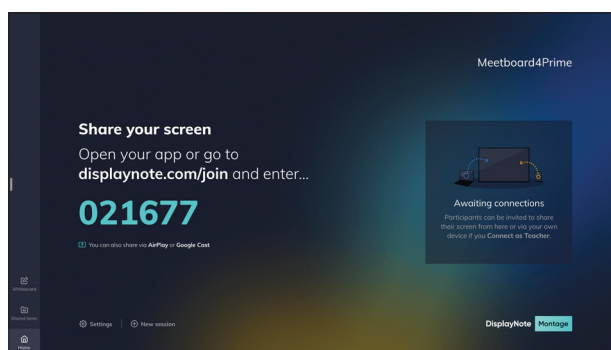 Meetboard4Prime
Share your screen
Open your app or go to
displaynote.com/join and enter...
021677
You can also share via AirPlay or Google Cast
Awaiting connections
Participants can be invited to share
their screen from here or via your own
device if you Connect as Teacher.
Whiteboard
Shared items
Home
Settings
New session
DisplayNote Montage